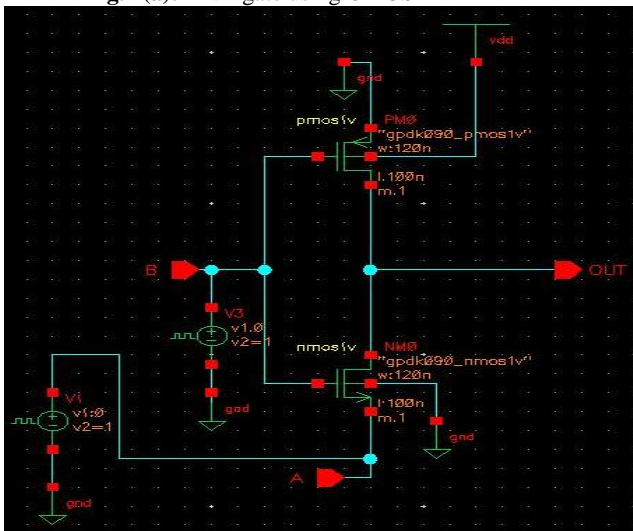 vdd
gnd
pmos1v
PM0
"gpdk090_pmos1v"
w:120n
l:100n
m:1
B
OUT
V3
v1:0
v2=1
gnd
nmos1v
NM0
"gpdk090_nmos1v"
w:120n
l:100n
m:1
gnd
V1
v1:0
v2=1
gnd
A